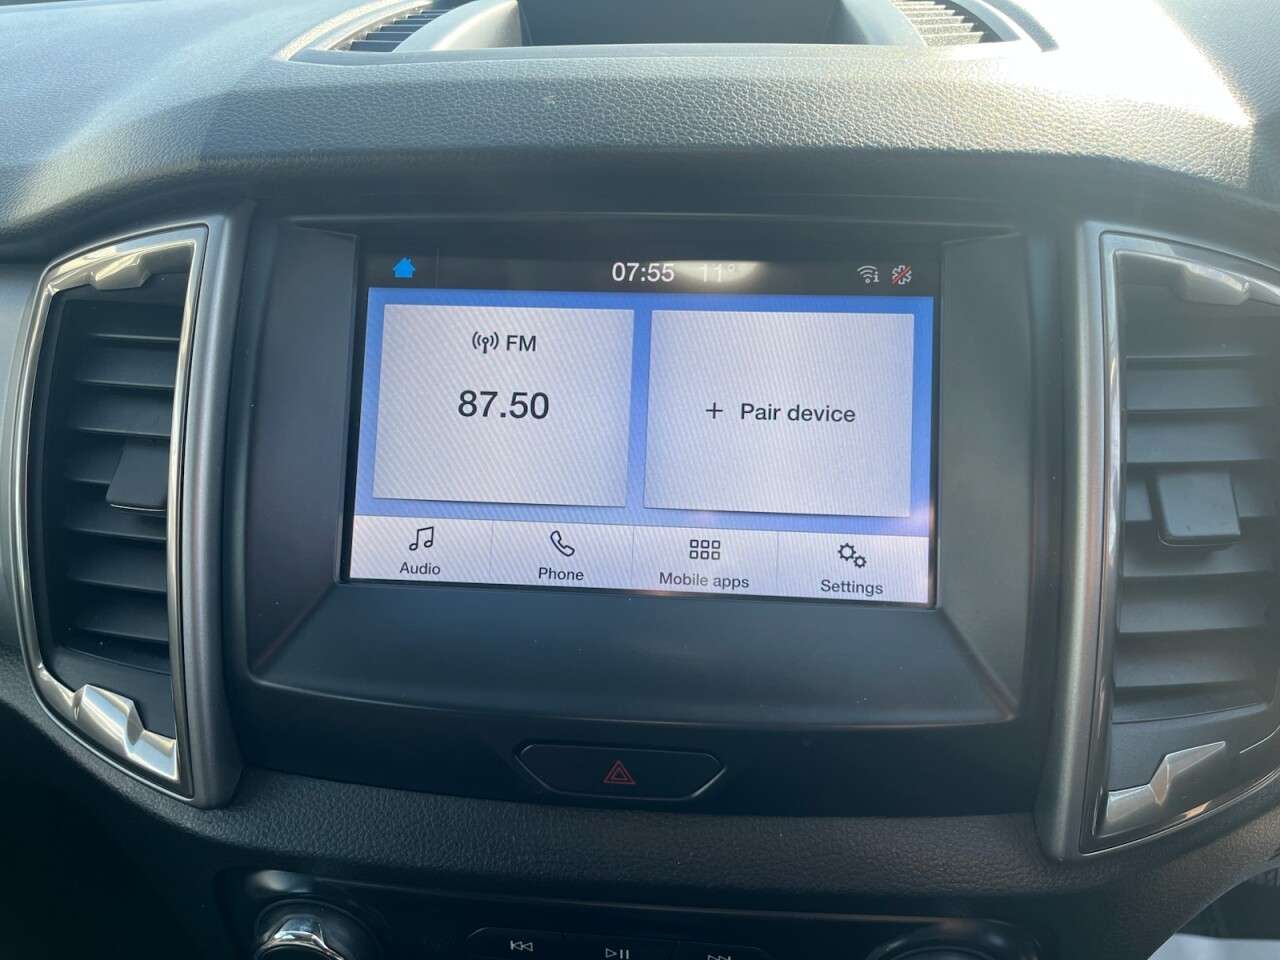 07:55 11°
FM
87.50
+ Pair device
Audio
Phone
Mobile apps
Settings